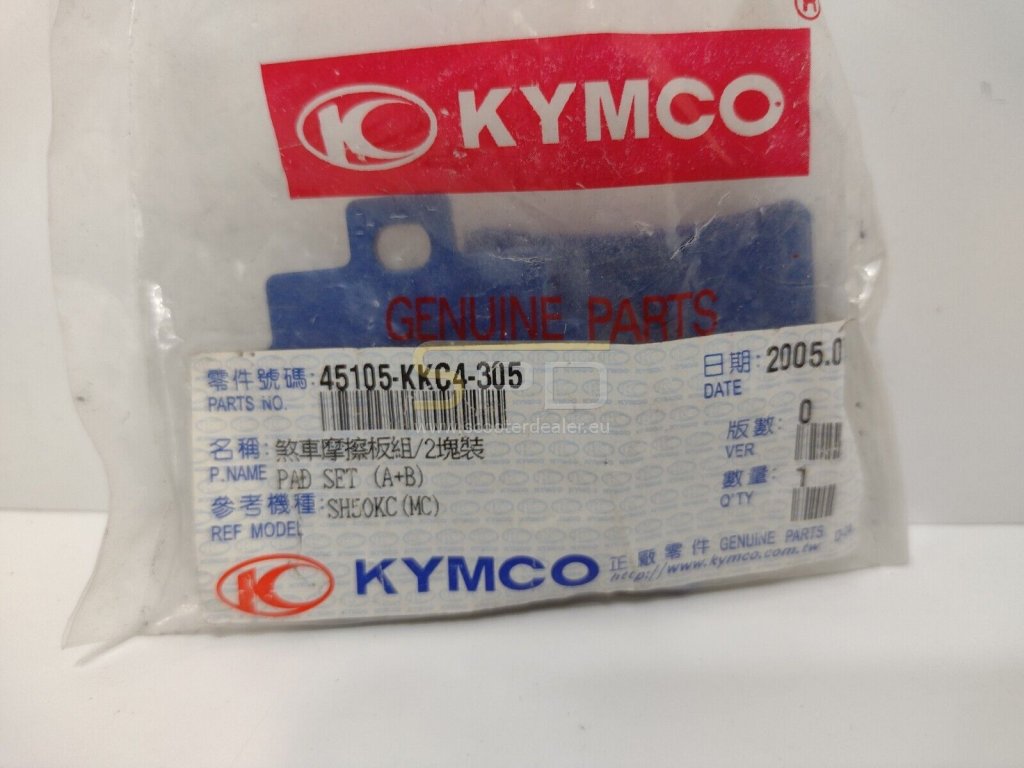 KYMCO
GENUINE PARTS
零件號碼: 45105-KKC4-305
PARTS NO.
日期: 2005.0
DATE
www.scooterdealer.eu
版數: 0
VER
名稱: 煞車摩擦板組/2塊裝
P.NAME PAD SET (A+B)
數量: 1
Q'TY
參考機種: SH50KC(MC)
REF MODEL
KYMCO
正廠零件 GENUINE PARTS
http://www.kymco.com.tw